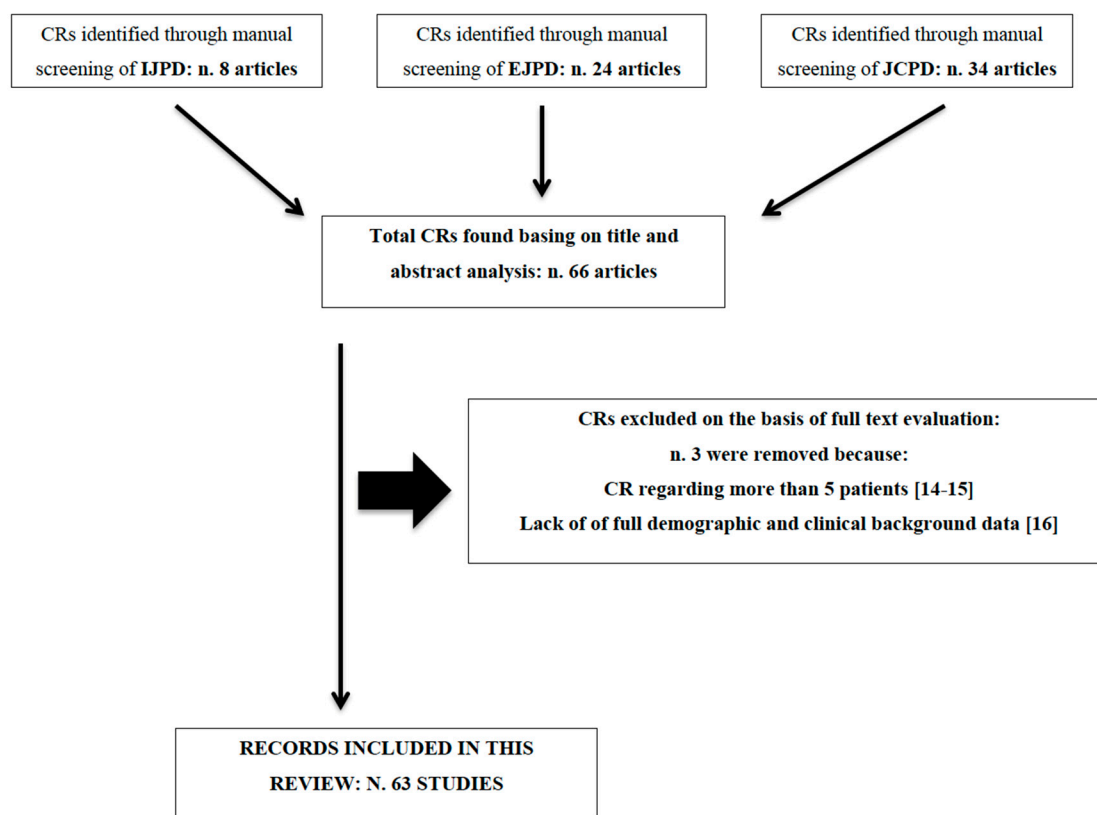 CRs identified through manual
screening of IJPD: n. 8 articles
CRs identified through manual
screening of EJPD: n. 24 articles
CRs identified through manual
screening of JCPD: n. 34 articles
Total CRs found basing on title and
abstract analysis: n. 66 articles
CRs excluded on the basis of full text evaluation:
n. 3 were removed because:
CR regarding more than 5 patients [14-15]
Lack of of full demographic and clinical background data [16]
RECORDS INCLUDED IN THIS
REVIEW: N. 63 STUDIES